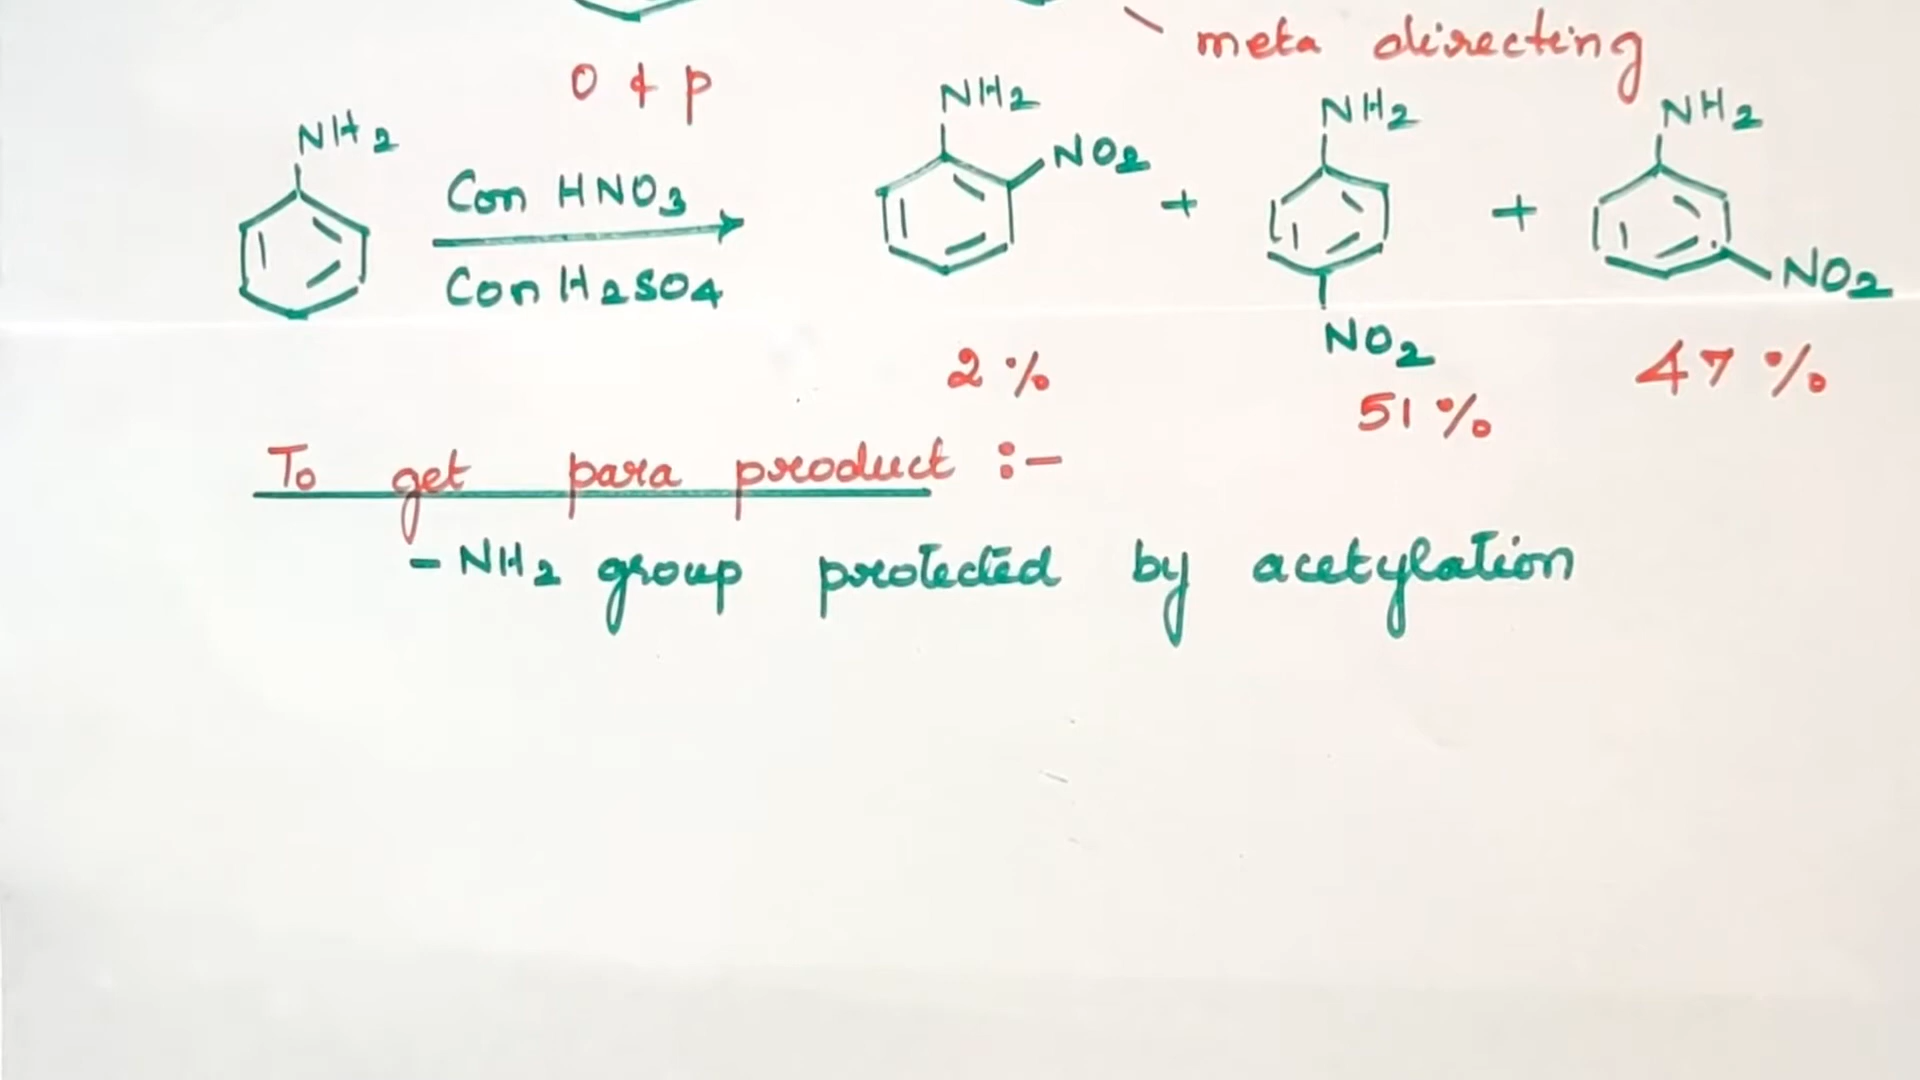 meta directing
O & p
NH2
Con HNO3
Con H2SO4
NH2
NO2
+
NH2
NO2
+
NH2
NO2
2 %
51 %
47 %
To get para product :-
- NH2 group protected by acetylation